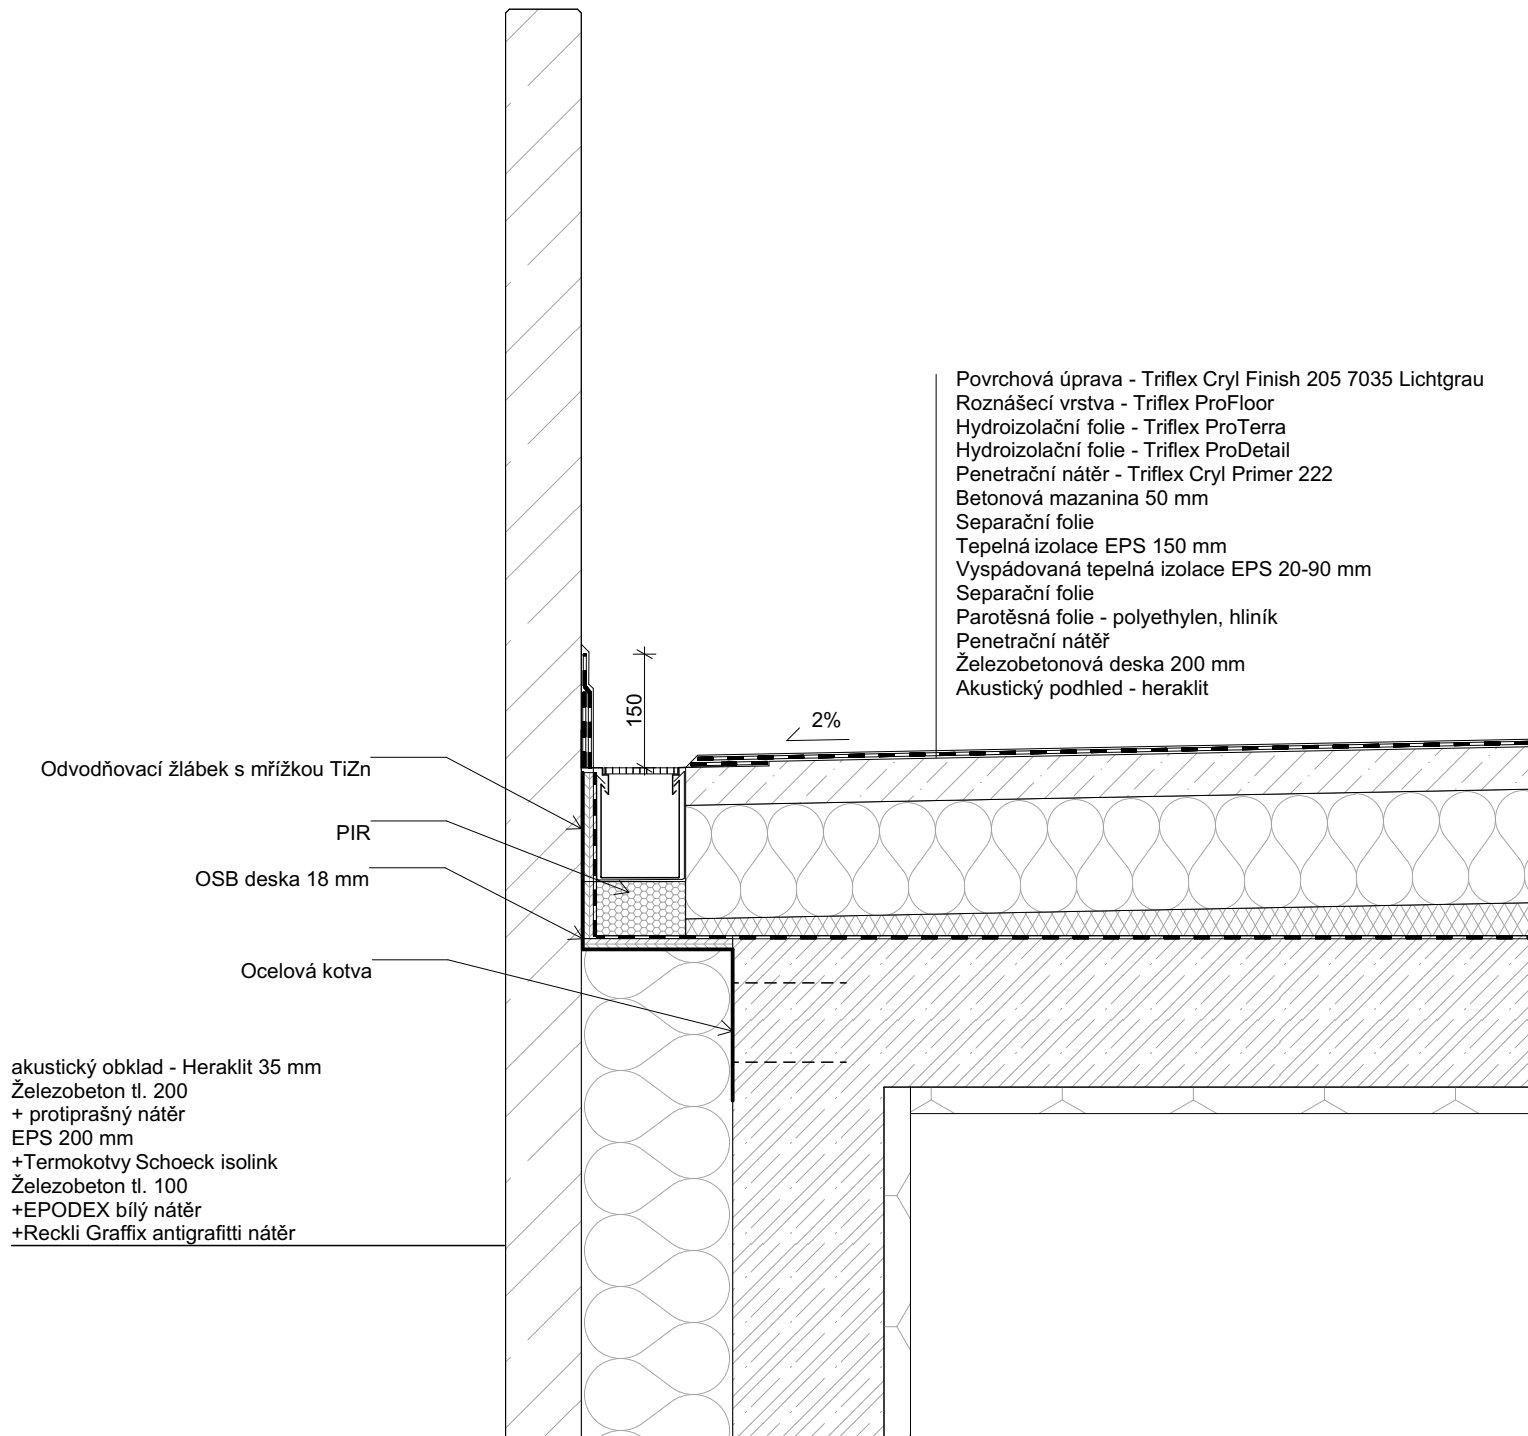 Povrchová úprava - Triflex Cryl Finish 205 7035 Lichtgrau
Roznášecí vrstva - Triflex ProFloor
Hydroizolační folie - Triflex ProTerra
Hydroizolační folie - Triflex ProDetail
Penetrační nátěr - Triflex Cryl Primer 222
Betonová mazanina 50 mm
Separační folie
Tepelná izolace EPS 150 mm
Vyspádovaná tepelná izolace EPS 20-90 mm
Separační folie
Parotěsná folie - polyethylen, hliník
Penetrační nátěř
Železobetonová deska 200 mm
Akustický podhled - heraklit
150
2%
Odvodňovací žlábek s mřížkou TiZn
PIR
OSB deska 18 mm
Ocelová kotva
akustický obklad - Heraklit 35 mm
Železobeton tl. 200
+ protiprašný nátěr
EPS 200 mm
+Termokotvy Schoeck isolink
Železobeton tl. 100
+EPODEX bílý nátěr
+Reckli Graffix antigrafitti nátěr